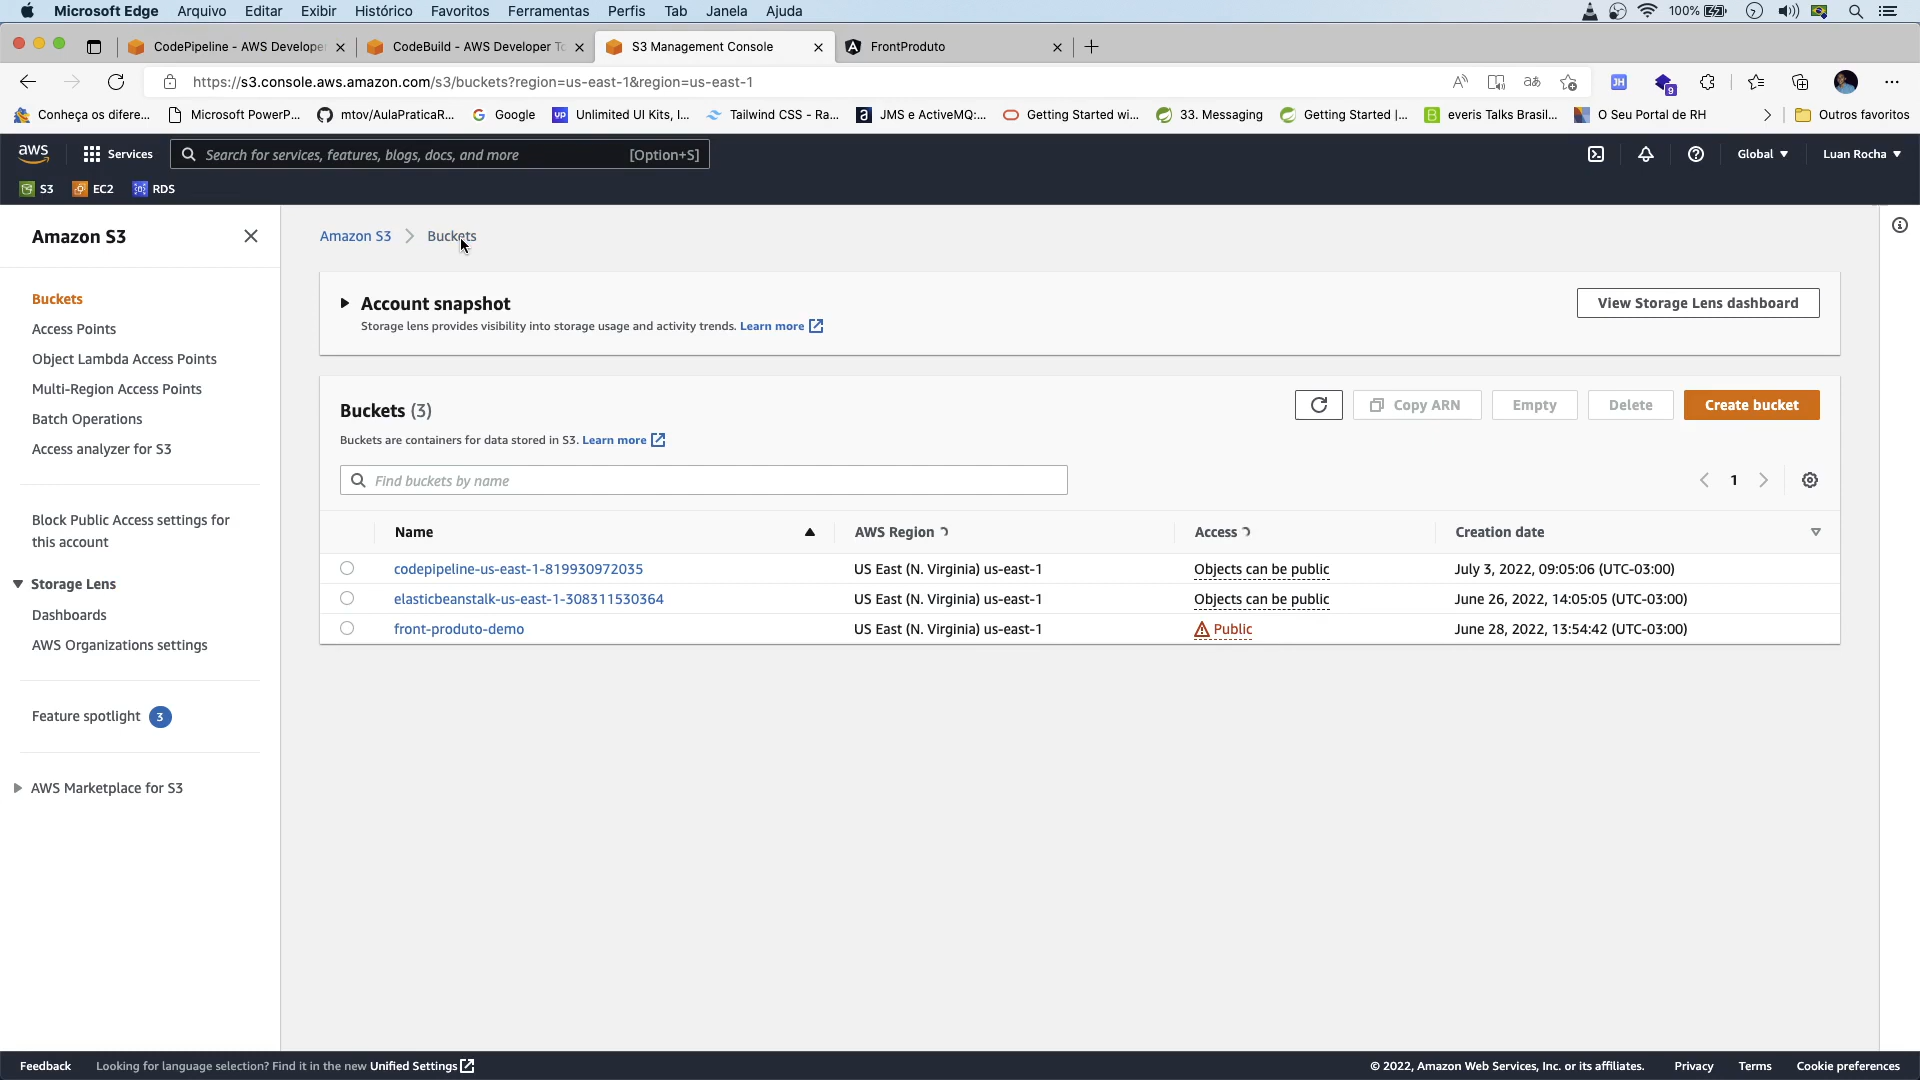 Microsoft Edge Arquivo Editar Exibir Histórico Favoritos Ferramentas Perfis Tab Janela Ajuda 100%
CodePipeline - AWS Develope CodeBuild - AWS Developer To S3 Management Console FrontProduto
https://s3.console.aws.amazon.com/s3/buckets?region=us-east-1&region=us-east-1 JH 9
Conheça os difere... Microsoft PowerP... mtov/AulaPraticaR... Google Unlimited UI Kits, I... Tailwind CSS - Ra... JMS e ActiveMQ:... Getting Started wi... 33. Messaging Getting Started |... everis Talks Brasil... O Seu Portal de RH Outros favoritos
aws Services Search for services, features, blogs, docs, and more [Option+S] Global Luan Rocha
S3 EC2 RDS
Amazon S3
Buckets
Access Points
Object Lambda Access Points
Multi-Region Access Points
Batch Operations
Access analyzer for S3
Block Public Access settings for
this account
Storage Lens
Dashboards
AWS Organizations settings
Feature spotlight 3
AWS Marketplace for S3
Amazon S3 Buckets
Account snapshot
Storage lens provides visibility into storage usage and activity trends. Learn more
View Storage Lens dashboard
Buckets (3)
Buckets are containers for data stored in S3. Learn more
Copy ARN Empty Delete Create bucket
Find buckets by name
1
Name AWS Region Access Creation date
codepipeline-us-east-1-819930972035 US East (N. Virginia) us-east-1 Objects can be public July 3, 2022, 09:05:06 (UTC-03:00)
elasticbeanstalk-us-east-1-308311530364 US East (N. Virginia) us-east-1 Objects can be public June 26, 2022, 14:05:05 (UTC-03:00)
front-produto-demo US East (N. Virginia) us-east-1 Public June 28, 2022, 13:54:42 (UTC-03:00)
Feedback Looking for language selection? Find it in the new Unified Settings © 2022, Amazon Web Services, Inc. or its affiliates. Privacy Terms Cookie preferences